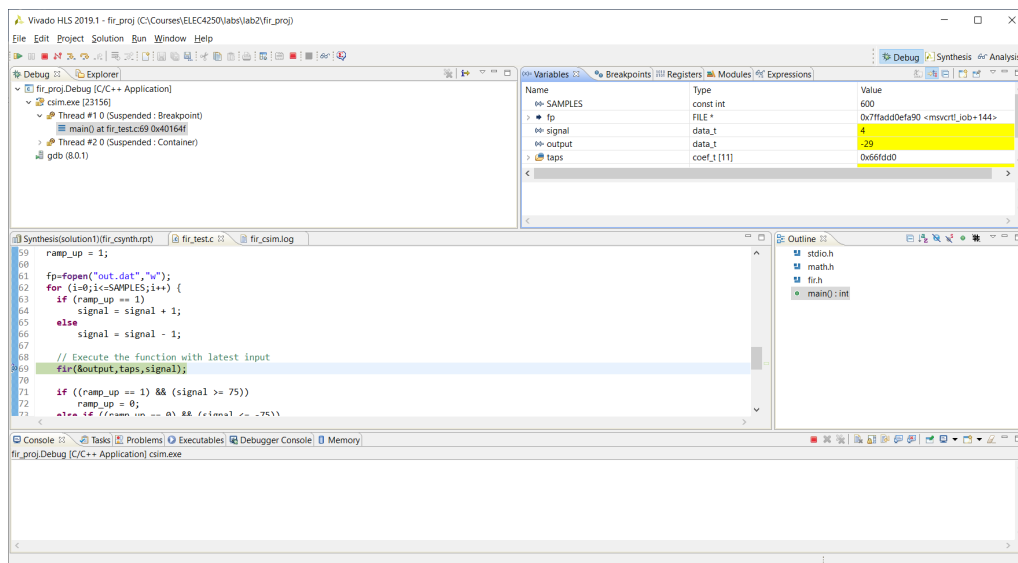 Vivado HLS 2019.1 - fir_proj (C:\Courses\ELEC4250\labs\lab2\fir_proj)
File Edit Project Solution Run Window Help
Debug Synthesis Analysis
Debug Explorer
fir_proj.Debug [C/C++ Application]
csim.exe [23156]
Thread #1 0 (Suspended : Breakpoint)
main() at fir_test.c:69 0x40164f
Thread #2 0 (Suspended : Container)
gdb (8.0.1)
Variables Breakpoints Registers Modules Expressions
Name Type Value
SAMPLES const int 600
fp FILE * 0x7ffadd0efa90 <msvcrt!_iob+144>
signal data_t 4
output data_t -29
taps coef_t [11] 0x66fdd0
Synthesis(solution1)(fir_csynth.rpt) fir_test.c fir_csim.log
59 ramp_up = 1;
60
61 fp=fopen("out.dat","w");
62 for (i=0;i<=SAMPLES;i++) {
63 if (ramp_up == 1)
64 signal = signal + 1;
65 else
66 signal = signal - 1;
67
68 // Execute the function with latest input
69 fir(&output,taps,signal);
70
71 if ((ramp_up == 1) && (signal >= 75))
72 ramp_up = 0;
73 else if ((ramp_up == 0) && (signal <= -75))
Outline
stdio.h
math.h
fir.h
main() : int
Console Tasks Problems Executables Debugger Console Memory
fir_proj.Debug [C/C++ Application] csim.exe